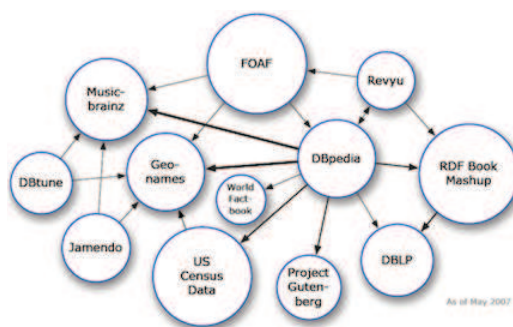 FOAF
Music-
brainz
Revyu
DBpedia
Geo-
names
RDF Book
Mashup
DBtune
World
Fact-
book
Jamendo
US
Census
Data
Project
Guten-
berg
DBLP
As of May 2007